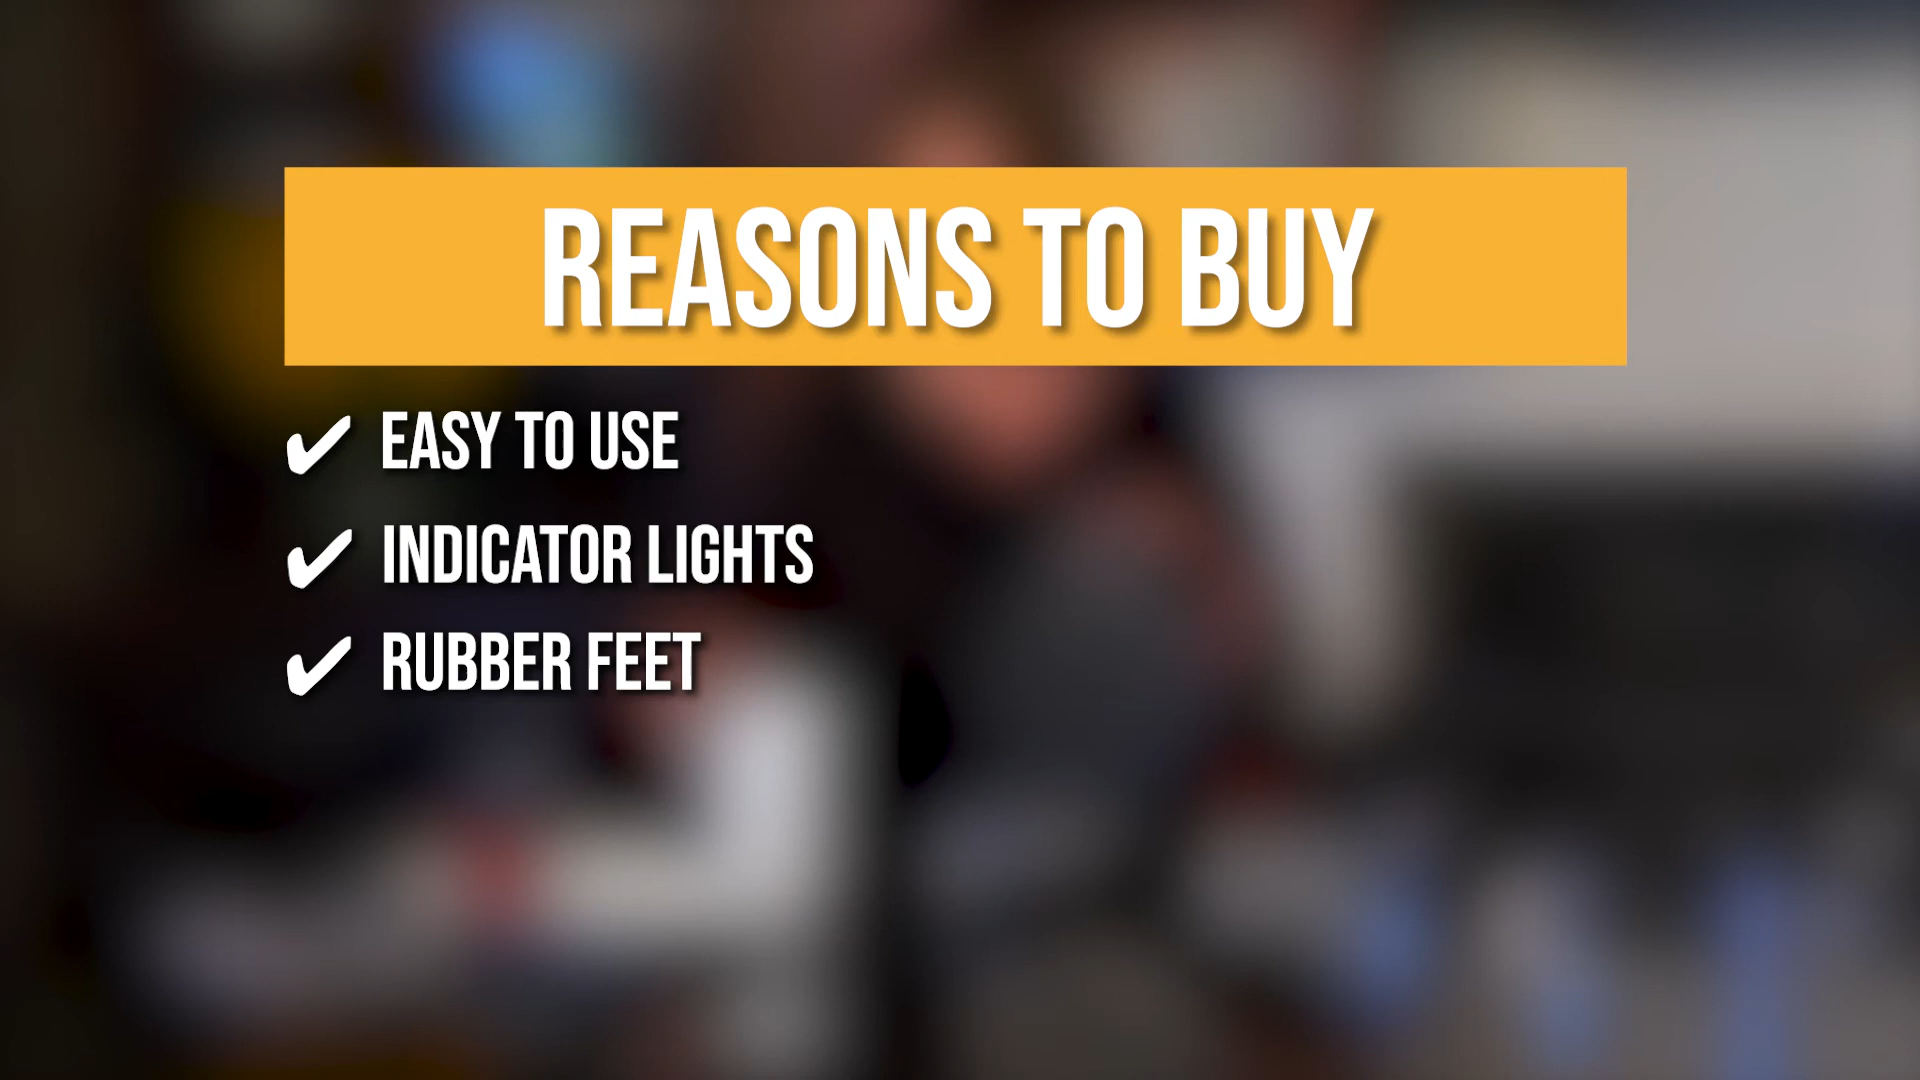 REASONS TO BUY
✔ EASY TO USE
✔ INDICATOR LIGHTS
✔ RUBBER FEET